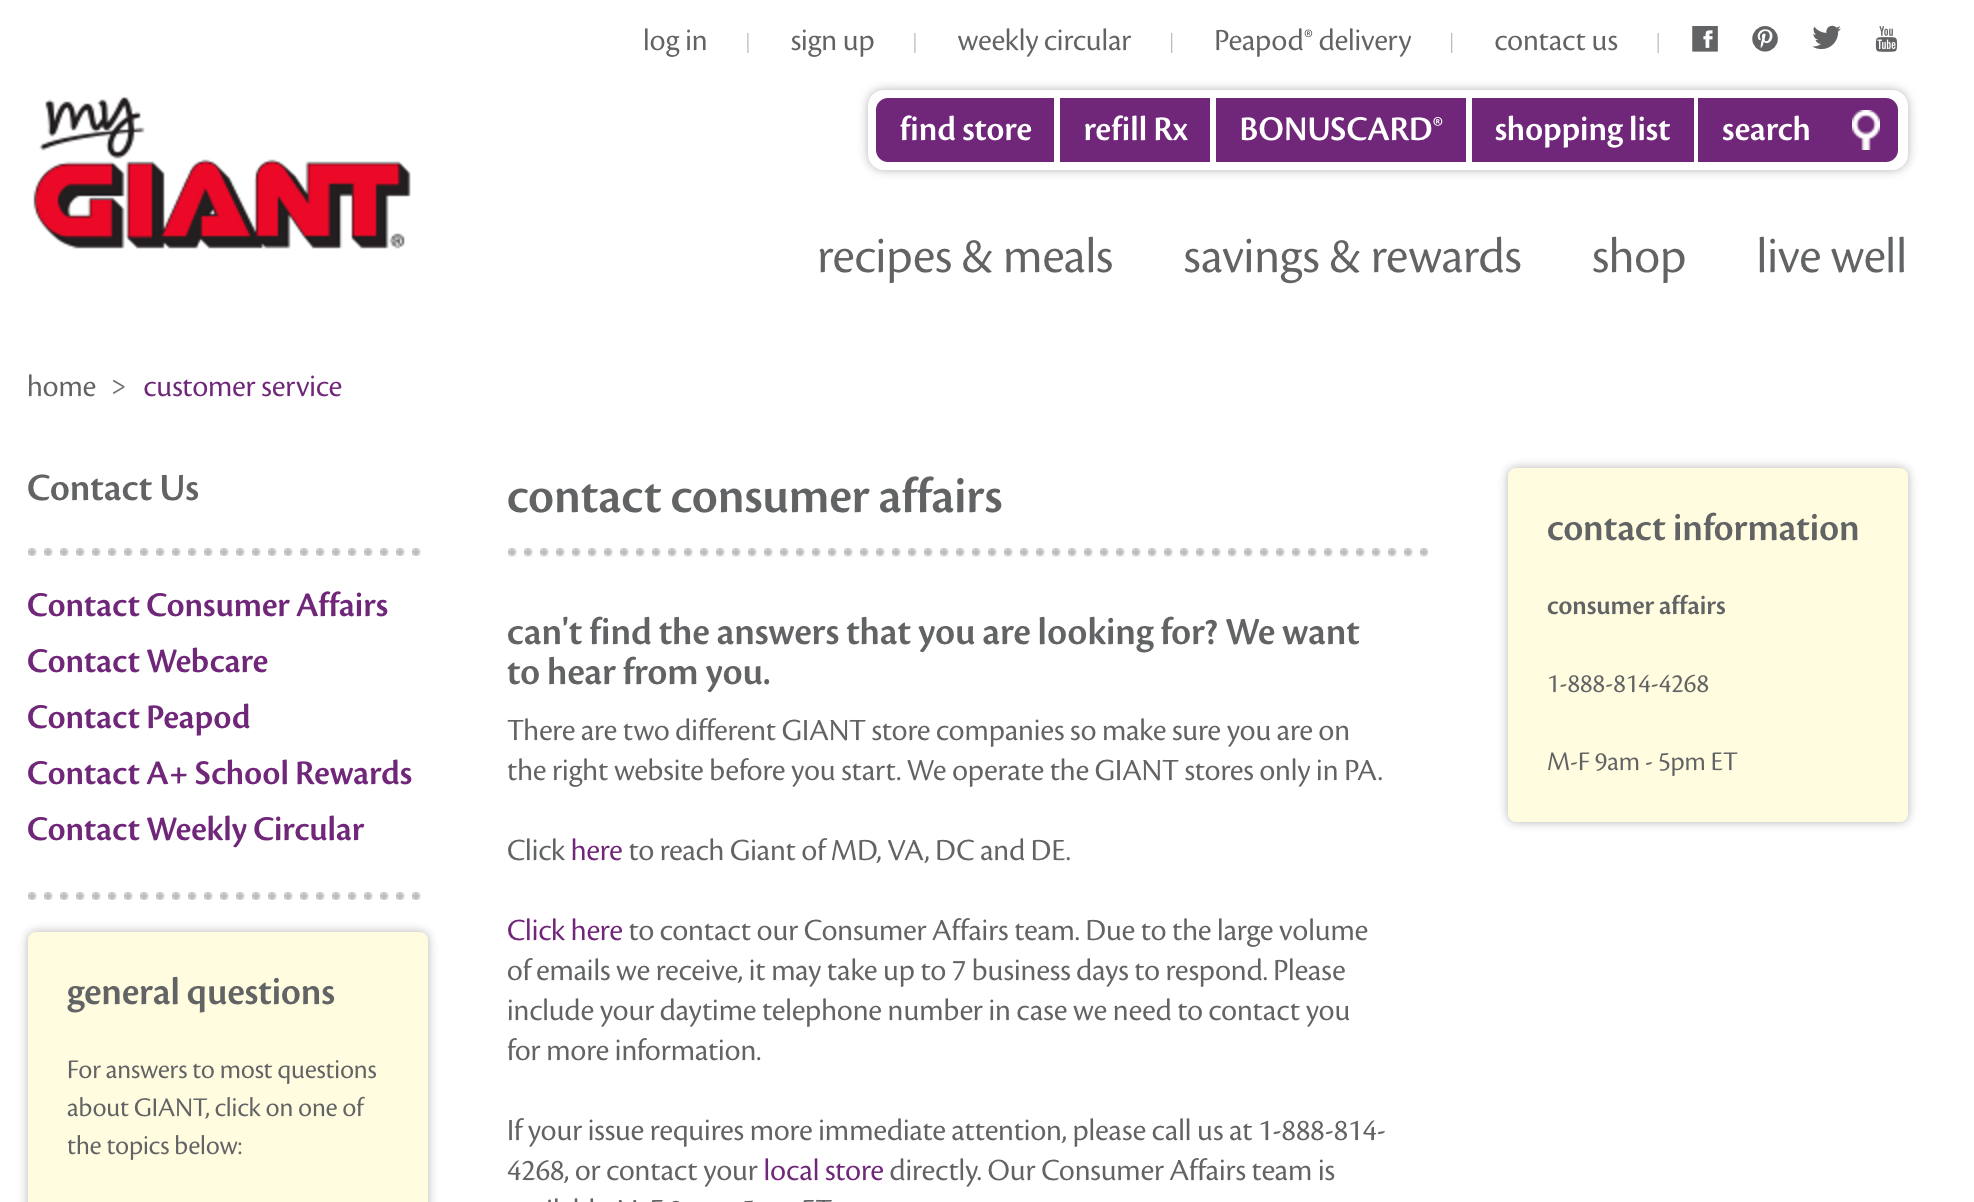 log in | sign up | weekly circular | Peapod® delivery | contact us |
You Tube
my
GIANT®
find store refill Rx BONUSCARD® shopping list search
recipes & meals savings & rewards shop live well
home > customer service
Contact Us
Contact Consumer Affairs
Contact Webcare
Contact Peapod
Contact A+ School Rewards
Contact Weekly Circular
general questions
For answers to most questions
about GIANT, click on one of
the topics below:
contact consumer affairs
can't find the answers that you are looking for? We want
to hear from you.
There are two different GIANT store companies so make sure you are on
the right website before you start. We operate the GIANT stores only in PA.
Click here to reach Giant of MD, VA, DC and DE.
Click here to contact our Consumer Affairs team. Due to the large volume
of emails we receive, it may take up to 7 business days to respond. Please
include your daytime telephone number in case we need to contact you
for more information.
If your issue requires more immediate attention, please call us at 1-888-814-
4268, or contact your local store directly. Our Consumer Affairs team is
contact information
consumer affairs
1-888-814-4268
M-F 9am - 5pm ET